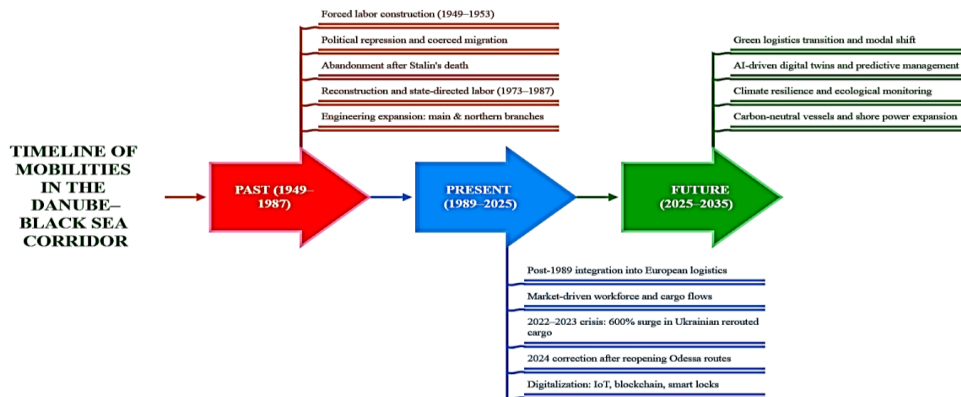 TIMELINE OF
MOBILITIES
IN THE
DANUBE–
BLACK SEA
CORRIDOR
Forced labor construction (1949–1953)
Political repression and coerced migration
Abandonment after Stalin's death
Reconstruction and state-directed labor (1973–1987)
Engineering expansion: main & northern branches
PAST (1949–
1987)
PRESENT
(1989–2025)
Post-1989 integration into European logistics
Market-driven workforce and cargo flows
2022–2023 crisis: 600% surge in Ukrainian rerouted
cargo
2024 correction after reopening Odessa routes
Digitalization: IoT, blockchain, smart locks
FUTURE
(2025–2035)
Green logistics transition and modal shift
AI-driven digital twins and predictive management
Climate resilience and ecological monitoring
Carbon-neutral vessels and shore power expansion